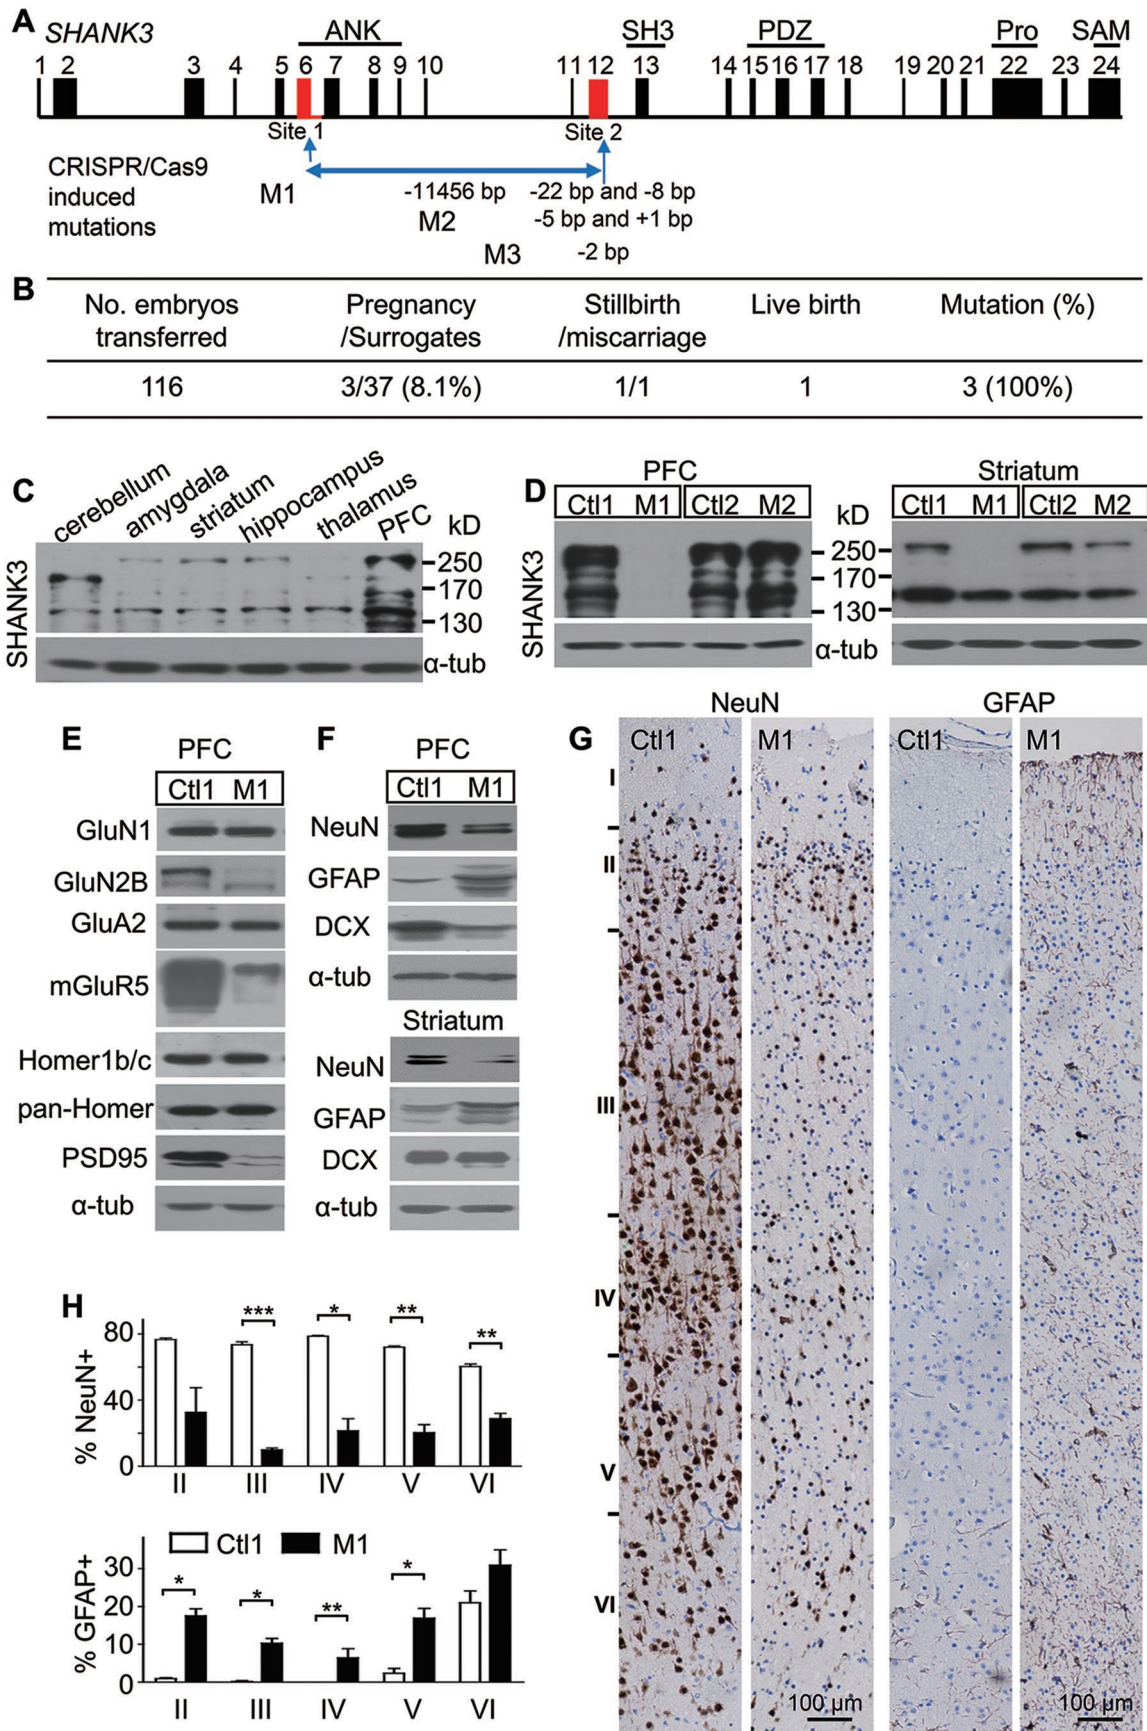 A
SHANK3
ANK
SH3
PDZ
Pro
SAM
1 2 3 4 5 6 7 8 9 10 11 12 13 14 15 16 17 18 19 20 21 22 23 24
Site 1
Site 2
CRISPR/Cas9
induced
mutations
M1
-11456 bp
-22 bp and -8 bp
M2
-5 bp and +1 bp
M3
-2 bp
B
No. embryos transferred
Pregnancy /Surrogates
Stillbirth /miscarriage
Live birth
Mutation (%)
116
3/37 (8.1%)
1/1
1
3 (100%)
C
cerebellum
amygdala
striatum
hippocampus
thalamus
PFC
kD
250
170
130
SHANK3
α-tub
D
PFC
Striatum
Ctl1 M1 Ctl2 M2
kD
Ctl1 M1 Ctl2 M2
250
170
130
SHANK3
α-tub
E
PFC
Ctl1 M1
GluN1
GluN2B
GluA2
mGluR5
Homer1b/c
pan-Homer
PSD95
α-tub
F
PFC
Ctl1 M1
NeuN
GFAP
DCX
α-tub
Striatum
NeuN
GFAP
DCX
α-tub
G
NeuN
GFAP
Ctl1
M1
Ctl1
M1
I
II
III
IV
V
VI
100 µm
100 µm
H
% NeuN+
80
40
0
***
*
**
**
II III IV V VI
Ctl1
M1
% GFAP+
30
20
10
0
*
*
**
*
II III IV V VI